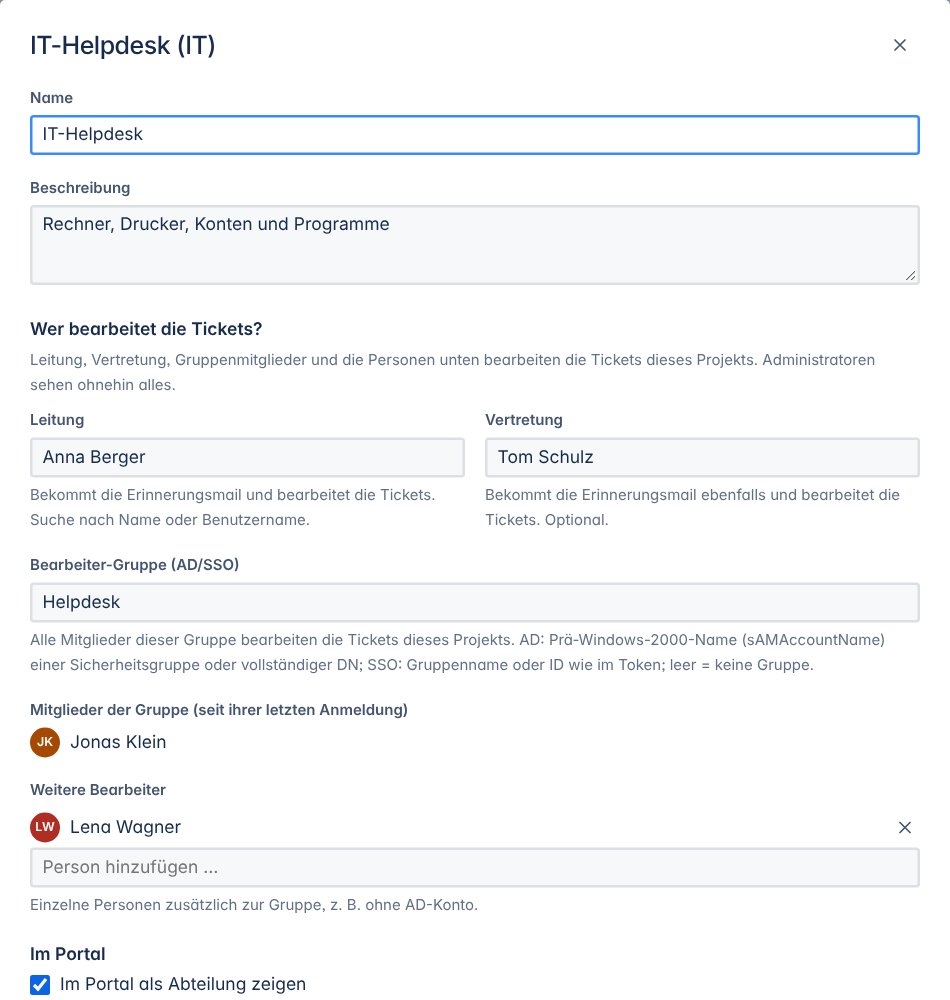 IT-Helpdesk (IT)
Name
IT-Helpdesk
Beschreibung
Rechner, Drucker, Konten und Programme
Wer bearbeitet die Tickets?
Leitung, Vertretung, Gruppenmitglieder und die Personen unten bearbeiten die Tickets dieses Projekts. Administratoren
sehen ohnehin alles.
Leitung
Vertretung
Anna Berger
Tom Schulz
Bekommt die Erinnerungsmail und bearbeitet die Tickets.
Suche nach Name oder Benutzername.
Bekommt die Erinnerungsmail ebenfalls und bearbeitet die
Tickets. Optional.
Bearbeiter-Gruppe (AD/SSO)
Helpdesk
Alle Mitglieder dieser Gruppe bearbeiten die Tickets dieses Projekts. AD: Prä-Windows-2000-Name (sAMAccountName)
einer Sicherheitsgruppe oder vollständiger DN; SSO: Gruppenname oder ID wie im Token; leer = keine Gruppe.
Mitglieder der Gruppe (seit ihrer letzten Anmeldung)
JK Jonas Klein
Weitere Bearbeiter
LW Lena Wagner
Person hinzufügen ...
Einzelne Personen zusätzlich zur Gruppe, z. B. ohne AD-Konto.
Im Portal
Im Portal als Abteilung zeigen